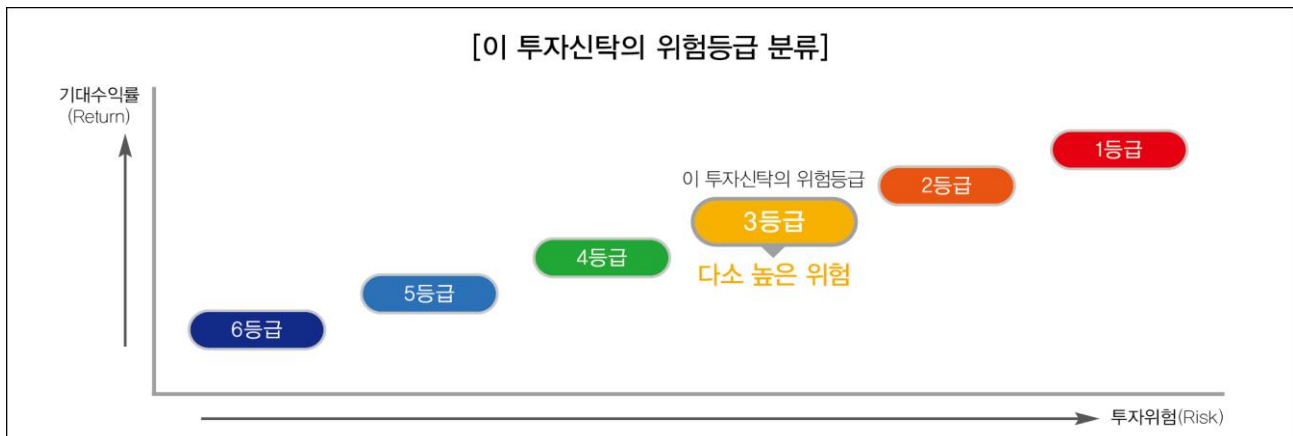 [이 투자신탁의 위험등급 분류]
기대수익률
(Return)
1등급
이 투자신탁의 위험등급
2등급
3등급
4등급
다소 높은 위험
5등급
6등급
투자위험(Risk)